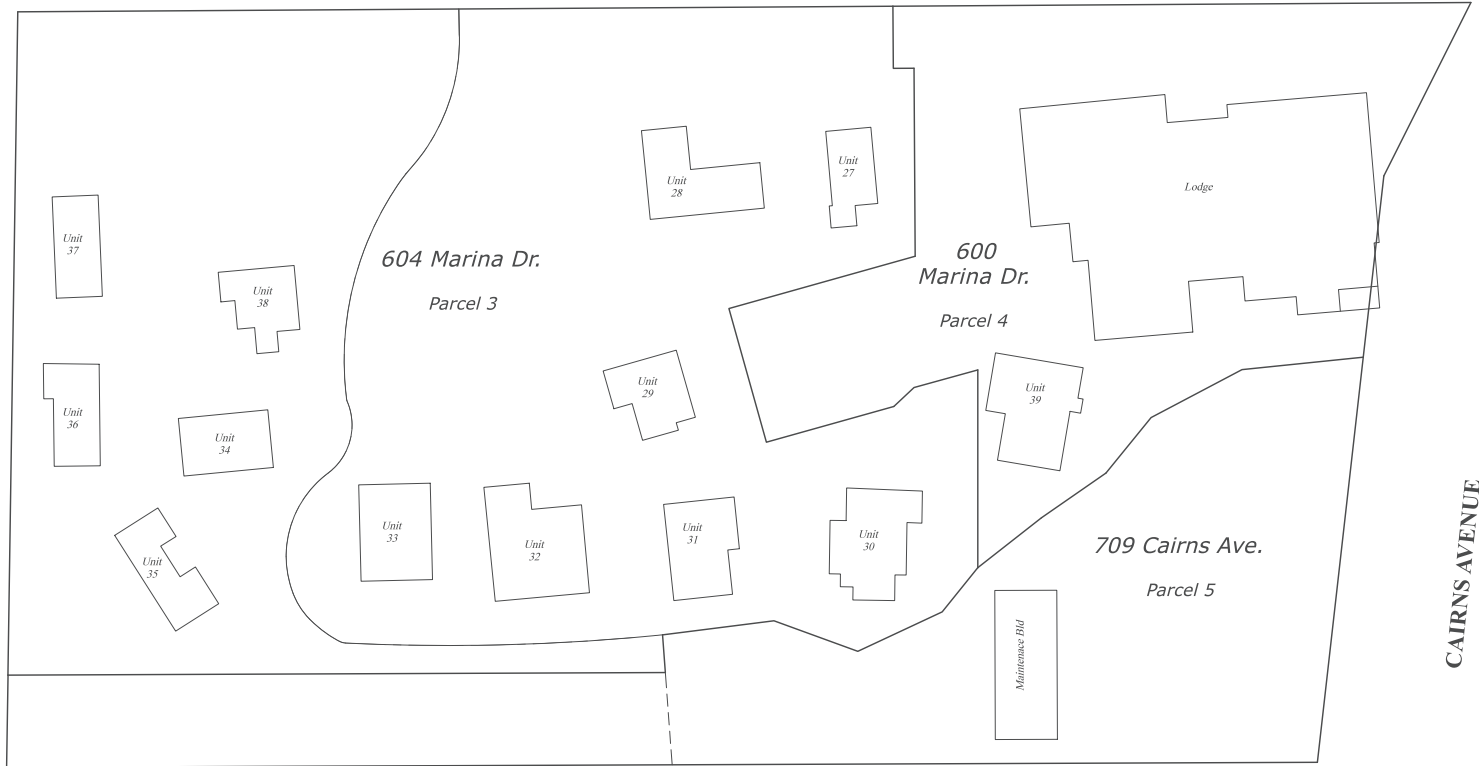 Unit
28
Unit
27
Lodge
Unit
37
604 Marina Dr.
Parcel 3
600
Marina Dr.
Parcel 4
Unit
38
Unit
29
Unit
39
Unit
36
Unit
34
Unit
33
Unit
32
Unit
31
Unit
30
Unit
35
709 Cairns Ave.
Parcel 5
Maintenace Bld
CAIRNS AVENUE